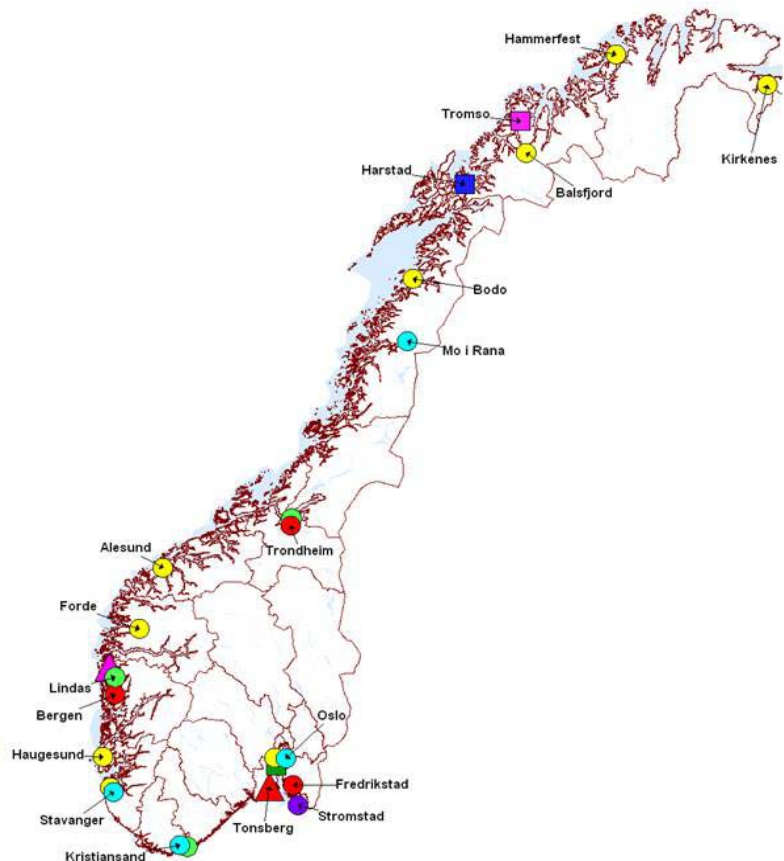 Hammerfest
Tromso
Kirkenes
Harstad
Balsfjord
Bodo
Mo i Rana
Trondheim
Alesund
Forde
Lindas
Bergen
Oslo
Haugesund
Fredrikstad
Stromstad
Stavanger
Tonsberg
Kristiansand